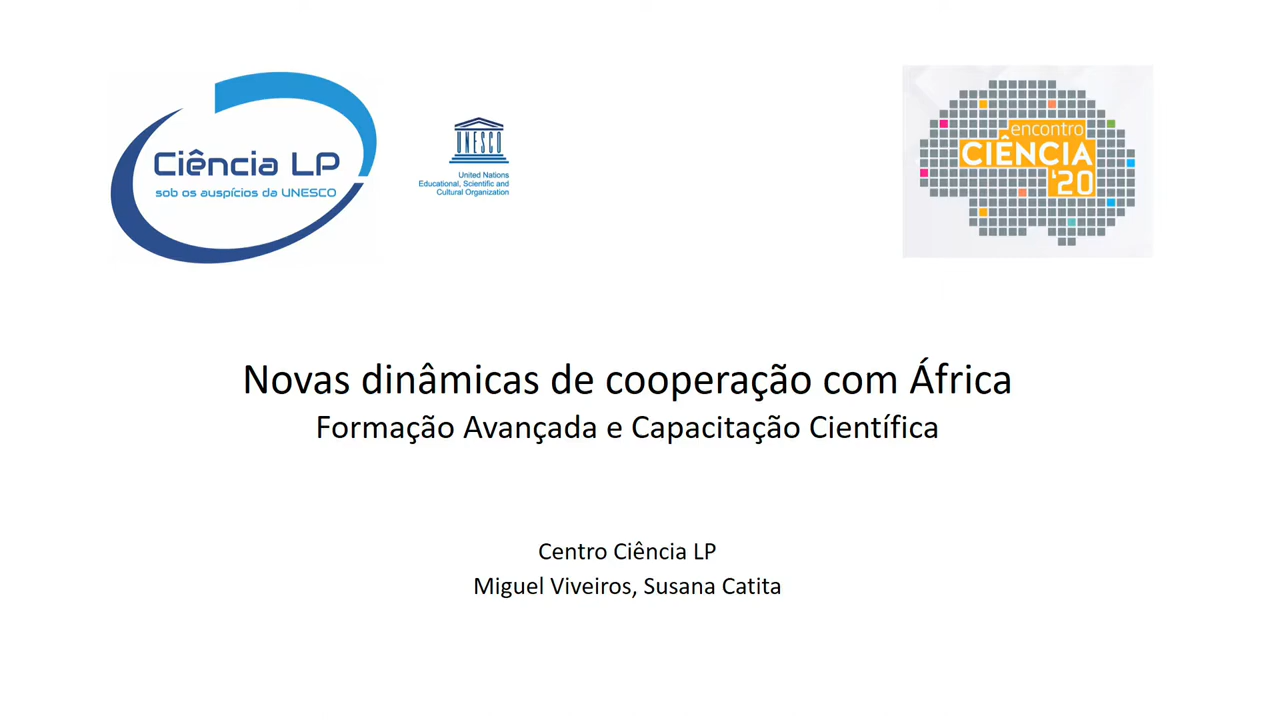 Ciência LP
sob os auspícios da UNESCO
UNESCO
United Nations
Educational, Scientific and
Cultural Organization
encontro
CIÊNCIA
'20
Novas dinâmicas de cooperação com África
Formação Avançada e Capacitação Científica
Centro Ciência LP
Miguel Viveiros, Susana Catita